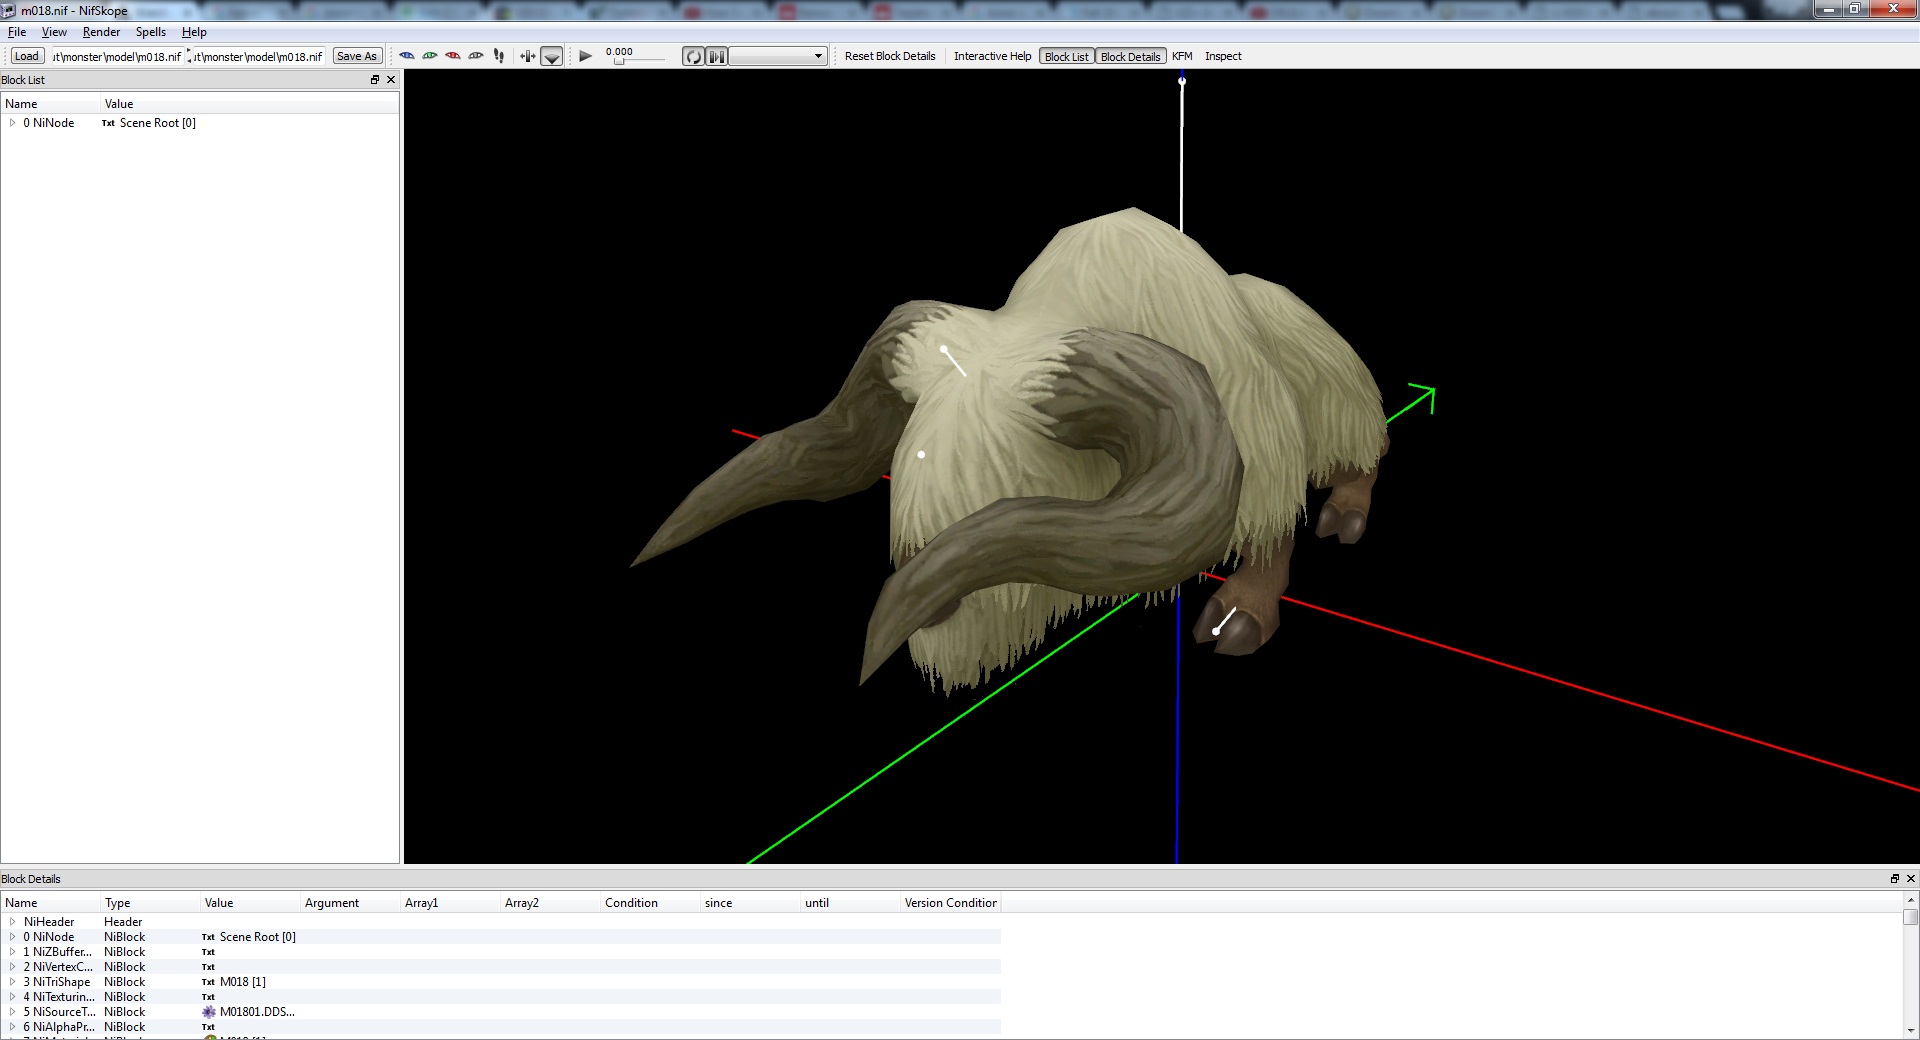 m018.nif - NifSkope
File View Render Spells Help
Load ut\monster\model\m018.nif ut\monster\model\m018.nif Save As 0.000 Reset Block Details Interactive Help Block List Block Details KFM Inspect
Block List
Name Value
0 NiNode Txt Scene Root [0]
Block Details
Name Type Value Argument Array1 Array2 Condition since until Version Condition
NiHeader Header
0 NiNode NiBlock Txt Scene Root [0]
1 NiZBuffer... NiBlock Txt
2 NiVertexC... NiBlock Txt
3 NiTriShape NiBlock Txt M018 [1]
4 NiTexturin... NiBlock Txt
5 NiSourceT... NiBlock M01801.DDS...
6 NiAlphaPr... NiBlock Txt